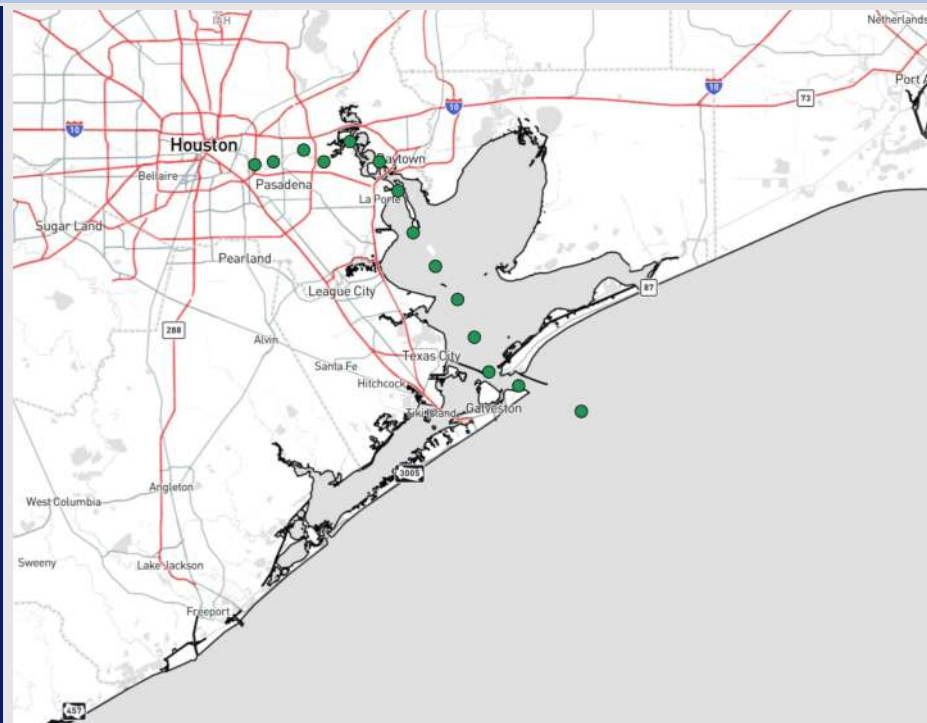 IAH
Netherlands
Port A
10
73
10
10
Houston
Baytown
Bellaire
Pasadena
La Porte
Sugar Land
Pearland
League City
87
288
Alvin
Texas City
Santa Fe
Hitchcock
Tiki Island
Galveston
3005
Angleton
West Columbia
Sweeny
Lake Jackson
Freeport
457